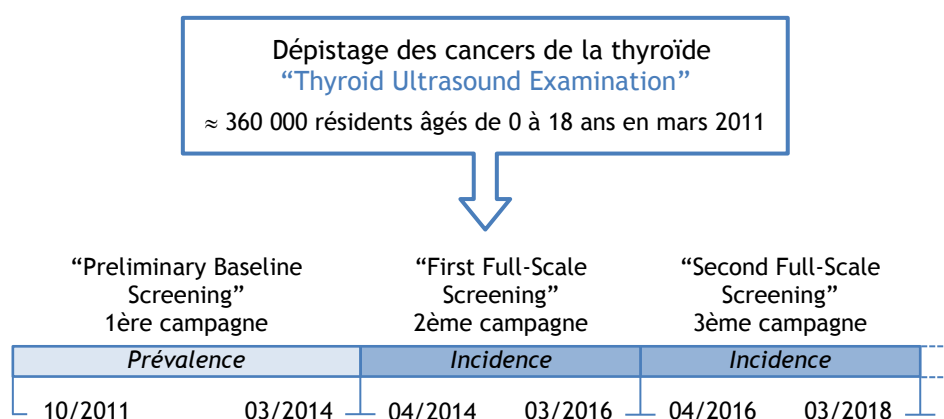 Dépistage des cancers de la thyroïde
“Thyroid Ultrasound Examination”
≈ 360 000 résidents âgés de 0 à 18 ans en mars 2011
“Preliminary Baseline
Screening”
1ère campagne
“First Full-Scale
Screening”
2ème campagne
“Second Full-Scale
Screening”
3ème campagne
Prévalence
Incidence
Incidence
10/2011 03/2014 04/2014 03/2016 04/2016 03/2018